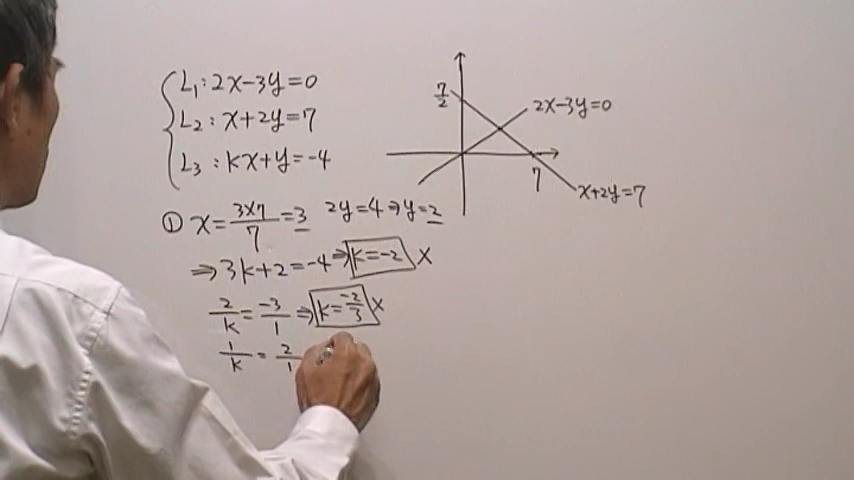 L₁: 2x-3y=0
L₂: x+2y=7
L₃: kx+y=-4
7/2
2x-3y=0
7
x+2y=7
① x=3×7/7=3 2y=4⇒y=2
⇒3k+2=-4⇒k=-2 ×
2/k=-3/1⇒k=-2/3 ×
1/k=2/1